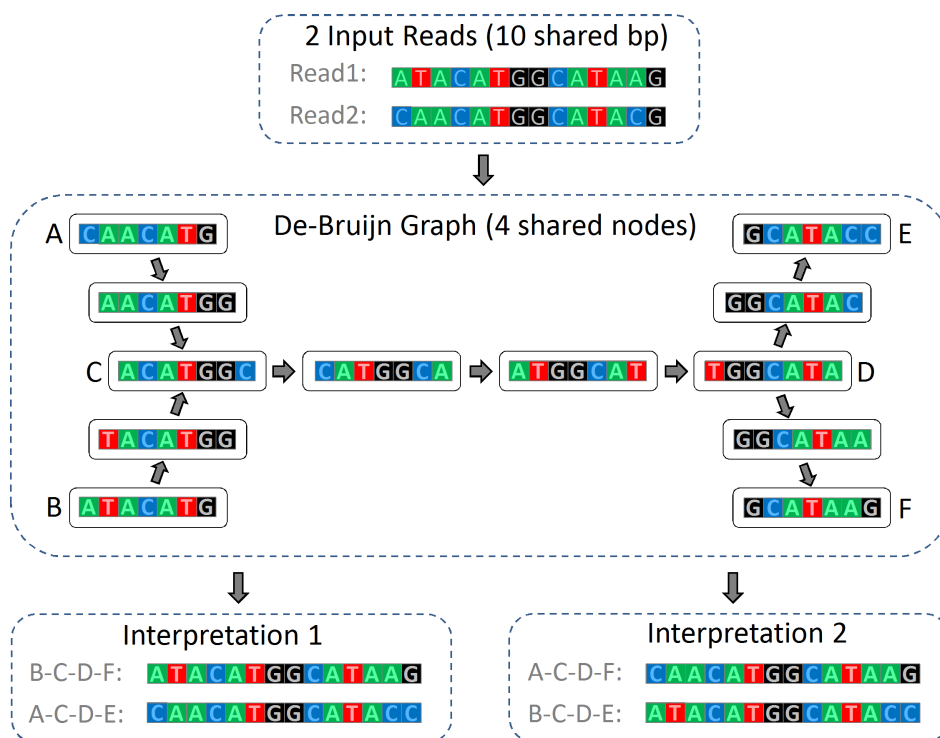 2 Input Reads (10 shared bp)
Read1: ATACATGGCATAAG
Read2: CAACATGGCATACG
De-Bruijn Graph (4 shared nodes)
A CAACATG
GCATACC E
AACATGG
GGCATAC
C ACATGGC
CATGGCA
ATGGCAT
TGGCATA D
TACATGG
GGCATAA
B ATACATG
GCATAAG F
Interpretation 1
B-C-D-F: ATACATGGCATAAG
A-C-D-E: CAACATGGCATACC
Interpretation 2
A-C-D-F: CAACATGGCATAAG
B-C-D-E: ATACATGGCATACC